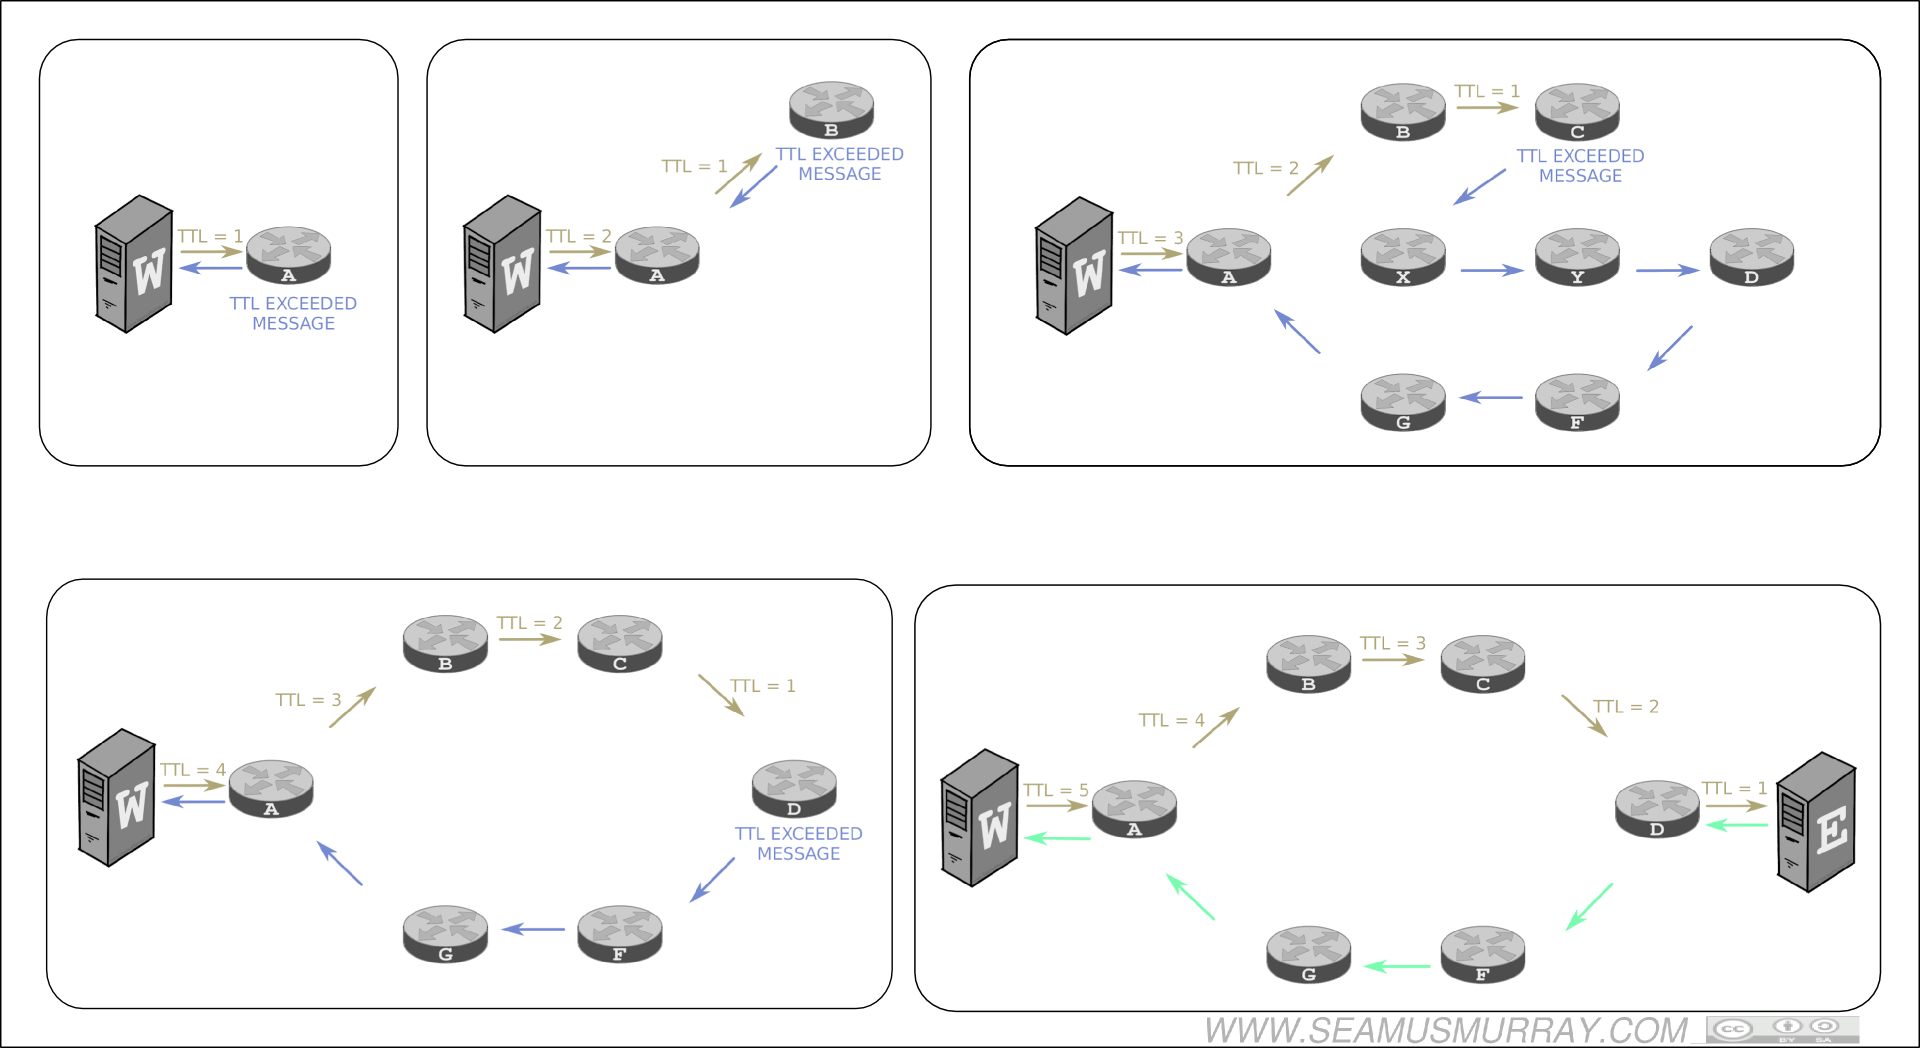 TTL = 1
W
A
TTL EXCEEDED
MESSAGE
B
TTL EXCEEDED
MESSAGE
TTL = 1
TTL = 2
W
A
TTL = 1
B
C
TTL EXCEEDED
MESSAGE
TTL = 2
TTL = 3
W
A
X
Y
D
G
F
TTL = 2
B
C
TTL = 3
TTL = 1
TTL = 4
W
A
D
TTL EXCEEDED
MESSAGE
G
F
TTL = 3
B
C
TTL = 4
TTL = 2
TTL = 5
W
A
TTL = 1
D
E
G
F
WWW.SEAMUSMURRAY.COM
cc
BY SA